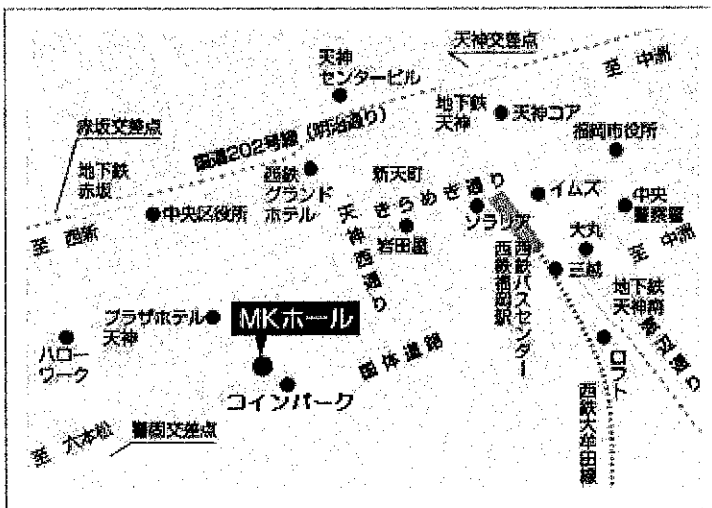 天神交差点
至 中洲
天神
センタービル
地下鉄
天神
天神コア
赤坂交差点
国道202号線（明治通り）
福岡市役所
地下鉄
赤坂
西鉄
グランド
ホテル
新天町
きらめき通り
イムズ
中央
警察署
中央区役所
天神西通り
岩田屋
ソラリア
大丸
至 中洲
至 西新
西鉄バスセンター
西鉄福岡駅
三越
地下鉄
天神南
渡辺通り
プラザホテル
天神
MKホール
ハロー
ワーク
国体道路
ロフト
コインパーク
西鉄大牟田線
至 六本松
警固交差点